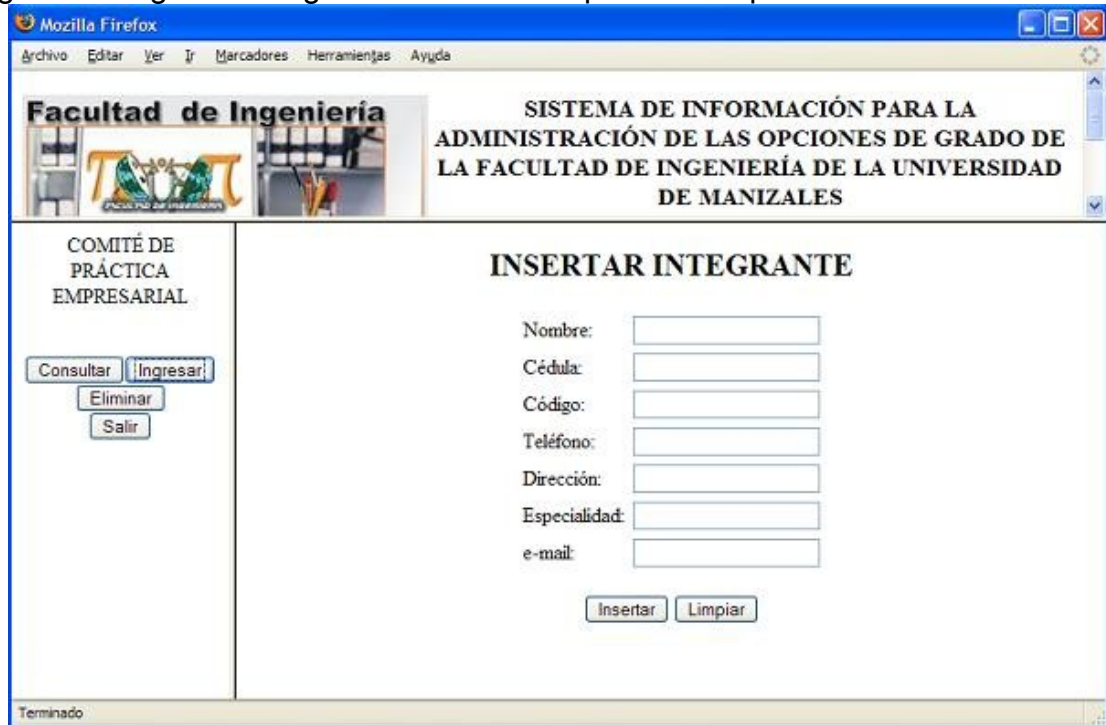 Mozilla Firefox
Archivo Editar Ver Ir Marcadores Herramientas Ayuda
Facultad de Ingeniería
SISTEMA DE INFORMACIÓN PARA LA
ADMINISTRACIÓN DE LAS OPCIONES DE GRADO DE
LA FACULTAD DE INGENIERÍA DE LA UNIVERSIDAD
DE MANIZALES
COMITÉ DE
PRÁCTICA
EMPRESARIAL
Consultar Ingresar
Eliminar
Salir
INSERTAR INTEGRANTE
Nombre:
Cédula:
Código:
Teléfono:
Dirección:
Especialidad:
e-mail:
Insertar Limpiar
Terminado